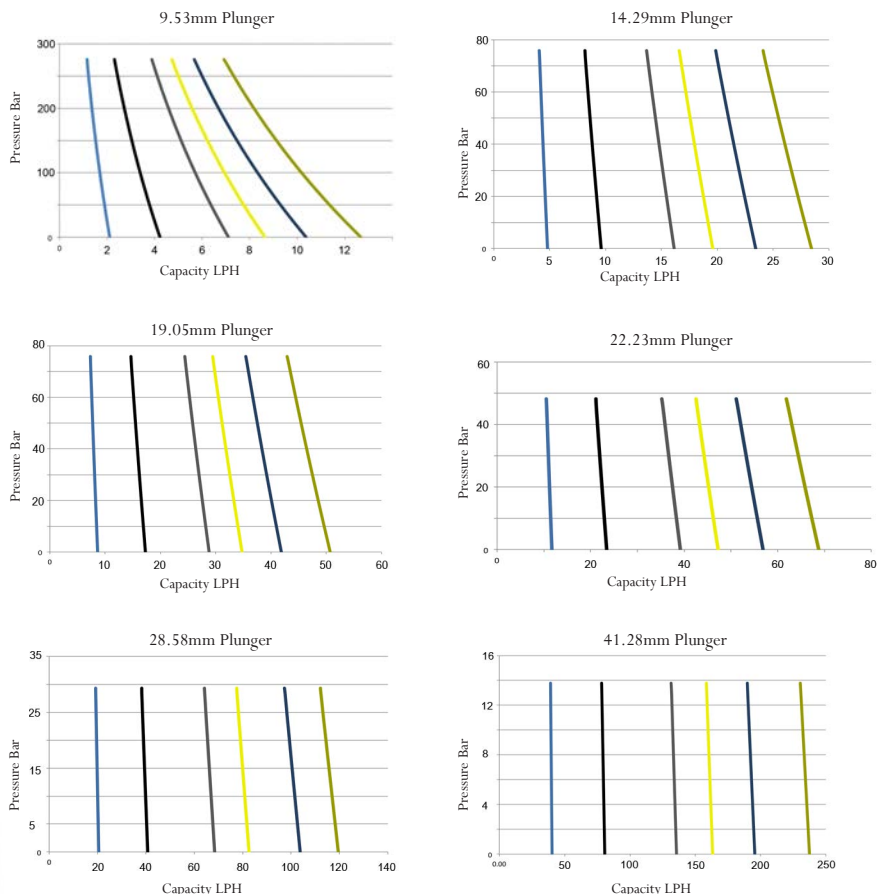 9.53mm Plunger
300
200
100
0
Pressure Bar
0 2 4 6 8 10 12
Capacity LPH
14.29mm Plunger
80
60
40
20
0
Pressure Bar
0 5 10 15 20 25 30
Capacity LPH
19.05mm Plunger
80
60
40
20
0
Pressure Bar
0 10 20 30 40 50 60
Capacity LPH
22.23mm Plunger
60
40
20
0
Pressure Bar
0 20 40 60 80
Capacity LPH
28.58mm Plunger
35
25
15
5
0
Pressure Bar
0 20 40 60 80 100 120 140
Capacity LPH
41.28mm Plunger
16
12
8
4
0
Pressure Bar
0.00 50 100 150 200 250
Capacity LPH